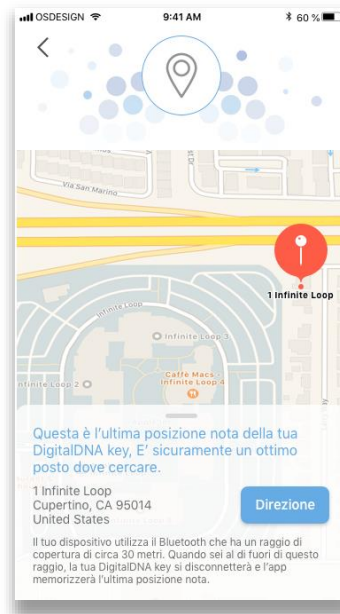 OSDESIGN 9:41 AM 60 %
Via San Marino
1 Infinite Loop
Infinite Loop
Infinite Loop 3
Caffè Macs -
Infinite Loop 4
Infinite Loop 2
Questa è l'ultima posizione nota della tua
DigitalDNA key, E' sicuramente un ottimo
posto dove cercare.
1 Infinite Loop
Cupertino, CA 95014
United States
Direzione
Il tuo dispositivo utilizza il Bluetooth che ha un raggio di
copertura di circa 30 metri. Quando sei al di fuori di questo
raggio, la tua DigitalDNA key si disconnetterà e l'app
memorizzerà l'ultima posizione nota.